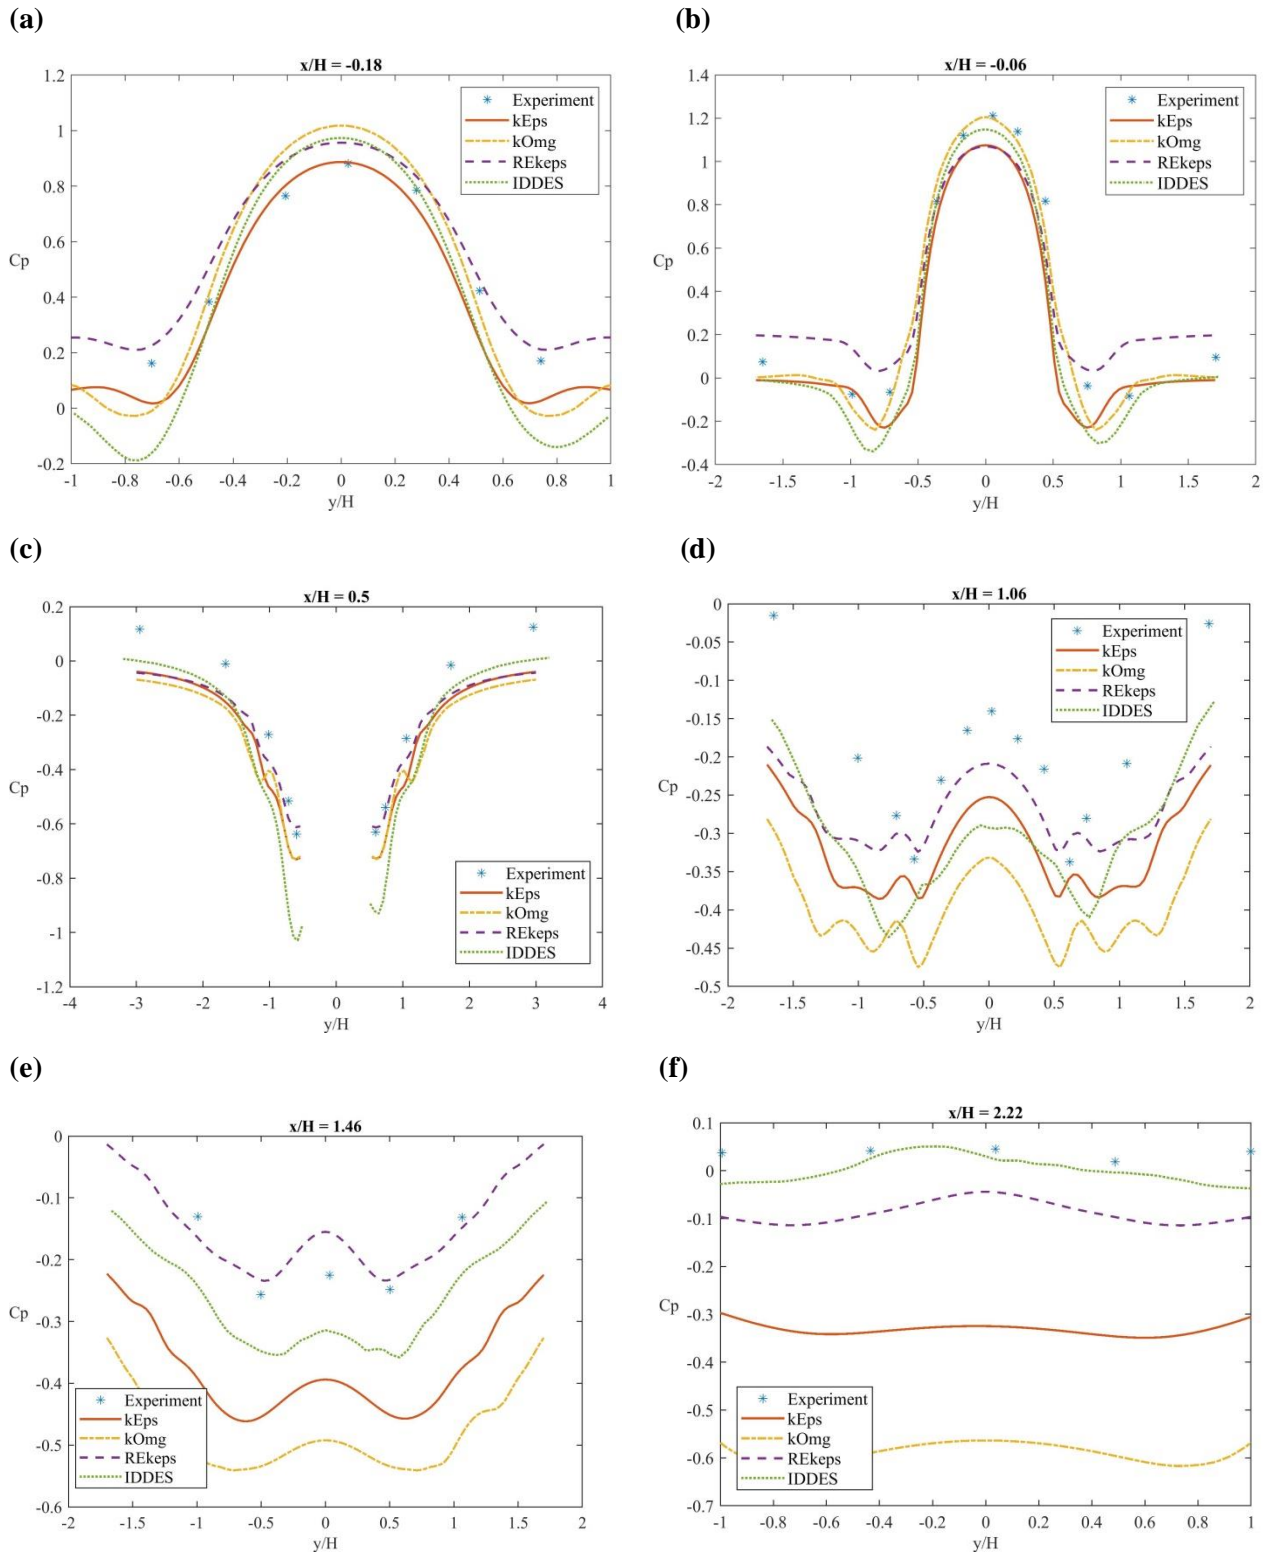 (a)
x/H = -0.18
1.2
1
0.8
0.6
0.4
0.2
0
-0.2
Cp
-1 -0.8 -0.6 -0.4 -0.2 0 0.2 0.4 0.6 0.8 1
y/H
Experiment
kEps
kOmg
REkeps
IDDES
(b)
x/H = -0.06
1.4
1.2
1
0.8
0.6
0.4
0.2
0
-0.2
-0.4
Cp
-2 -1.5 -1 -0.5 0 0.5 1 1.5 2
y/H
Experiment
kEps
kOmg
REkeps
IDDES
(c)
x/H = 0.5
0.2
0
-0.2
-0.4
-0.6
-0.8
-1
-1.2
Cp
-4 -3 -2 -1 0 1 2 3 4
y/H
Experiment
kEps
kOmg
REkeps
IDDES
(d)
x/H = 1.06
0
-0.05
-0.1
-0.15
-0.2
-0.25
-0.3
-0.35
-0.4
-0.45
-0.5
Cp
-2 -1.5 -1 -0.5 0 0.5 1 1.5 2
y/H
Experiment
kEps
kOmg
REkeps
IDDES
(e)
x/H = 1.46
0
-0.1
-0.2
-0.3
-0.4
-0.5
-0.6
Cp
-2 -1.5 -1 -0.5 0 0.5 1 1.5 2
y/H
Experiment
kEps
kOmg
REkeps
IDDES
(f)
x/H = 2.22
0.1
0
-0.1
-0.2
-0.3
-0.4
-0.5
-0.6
-0.7
Cp
-1 -0.8 -0.6 -0.4 -0.2 0 0.2 0.4 0.6 0.8 1
y/H
Experiment
kEps
kOmg
REkeps
IDDES